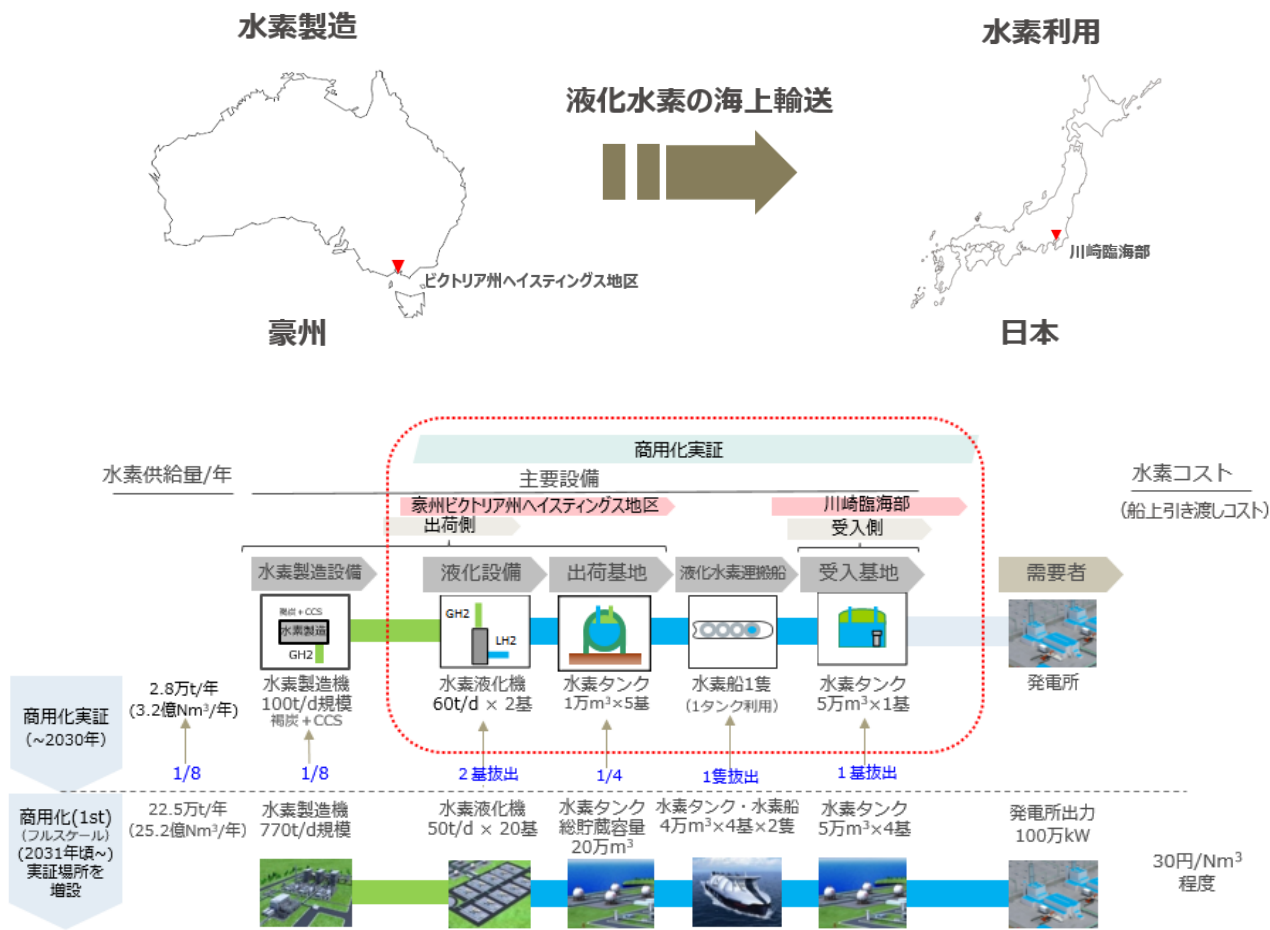 水素製造
水素利用
液化水素の海上輸送
ビクトリア州ヘイスティングス地区
川崎臨海部
豪州
日本
商用化実証
水素供給量/年
主要設備
水素コスト
(船上引き渡しコスト)
豪州ビクトリア州ヘイスティングス地区
川崎臨海部
出荷側
受入側
水素製造設備
液化設備
出荷基地
液化水素運搬船
受入基地
需要者
褐炭+CCS
水素製造
GH2
GH2
LH2
商用化実証
(~2030年)
2.8万t/年
(3.2億Nm³/年)
水素製造機
100t/d規模
褐炭+CCS
水素液化機
60t/d × 2基
水素タンク
1万m³×5基
水素船1隻
(1タンク利用)
水素タンク
5万m³×1基
発電所
1/8
1/8
2基抜出
1/4
1隻抜出
1基抜出
商用化(1st)
(フルスケール)
(2031年頃~)
実証場所を
増設
22.5万t/年
(25.2億Nm³/年)
水素製造機
770t/d規模
水素液化機
50t/d × 20基
水素タンク
総貯蔵容量
20万m³
水素タンク・水素船
4万m³×4基×2隻
水素タンク
5万m³×4基
発電所出力
100万kW
30円/Nm³
程度